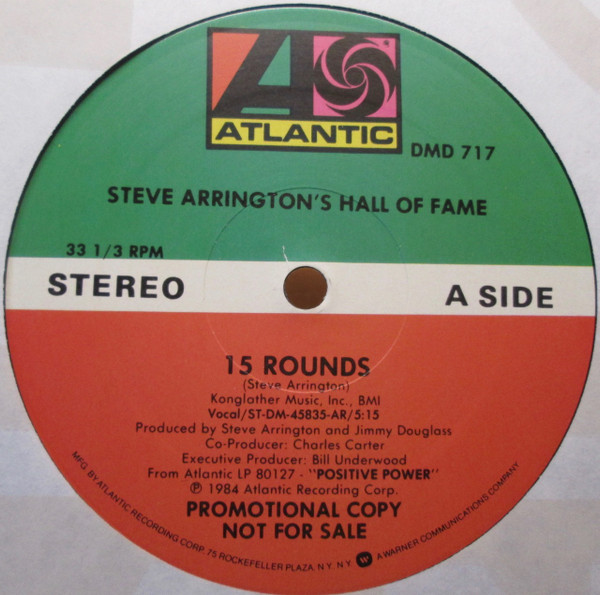 ATLANTIC
DMD 717
STEVE ARRINGTON'S HALL OF FAME
33 1/3 RPM
STEREO
A SIDE
15 ROUNDS
(Steve Arrington)
Konglather Music, Inc., BMI
Vocal/ST-DM-45835-AR/5:15
Produced by Steve Arrington and Jimmy Douglass
Co-Producer: Charles Carter
Executive Producer: Bill Underwood
From Atlantic LP 80127 - "POSITIVE POWER"
℗ 1984 Atlantic Recording Corp.
PROMOTIONAL COPY
NOT FOR SALE
MFG. BY ATLANTIC RECORDING CORP. 75 ROCKEFELLER PLAZA, N.Y. N.Y. W A WARNER COMMUNICATIONS COMPANY